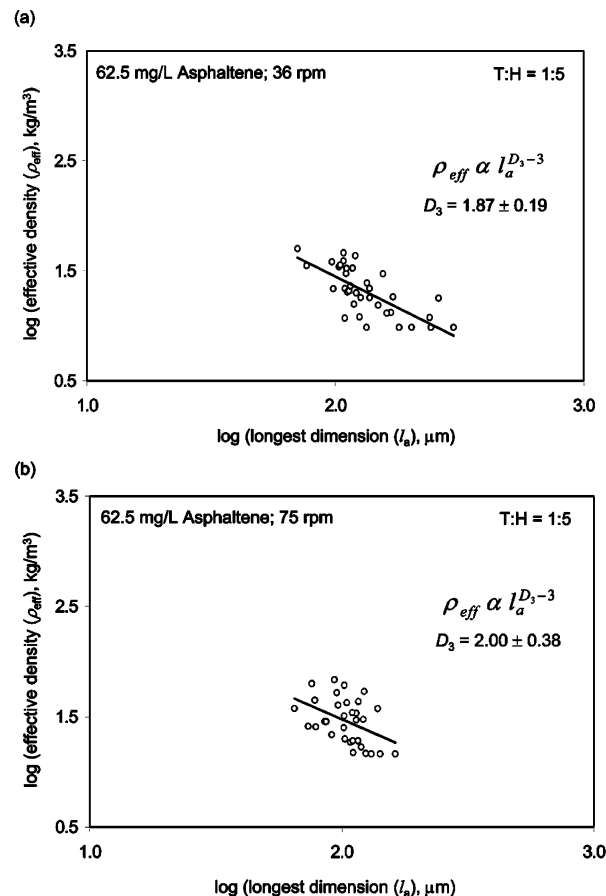 (a)
3.5
62.5 mg/L Asphaltene; 36 rpm
T:H = 1:5
log (effective density (ρeff), kg/m³)
2.5
ρ eff α l a D₃−3
D₃ = 1.87 ± 0.19
1.5
0.5
1.0
2.0
3.0
log (longest dimension (la), μm)
(b)
3.5
62.5 mg/L Asphaltene; 75 rpm
T:H = 1:5
log (effective density (ρeff), kg/m³)
2.5
ρ eff α l a D₃−3
D₃ = 2.00 ± 0.38
1.5
0.5
1.0
2.0
3.0
log (longest dimension (la), μm)